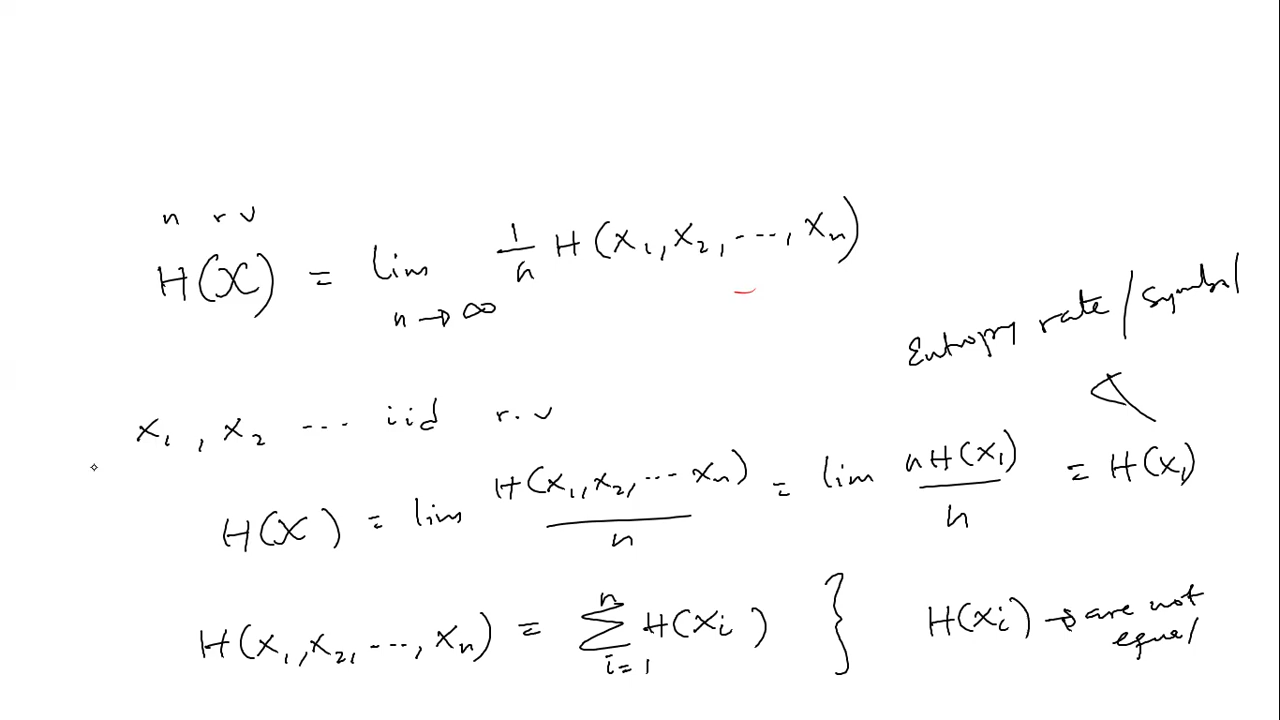 n r v
H(X) = lim n→∞ 1/n H(X₁, X₂, ---, Xₙ)
Entropy rate / symbol
X₁, X₂ --- iid r.v
H(X) = lim H(X₁, X₂, --- Xₙ)/n = lim nH(X₁)/n = H(X₁)
H(X₁, X₂, ---, Xₙ) = ∑ i=1 n H(Xi) } H(Xi) → are not equal